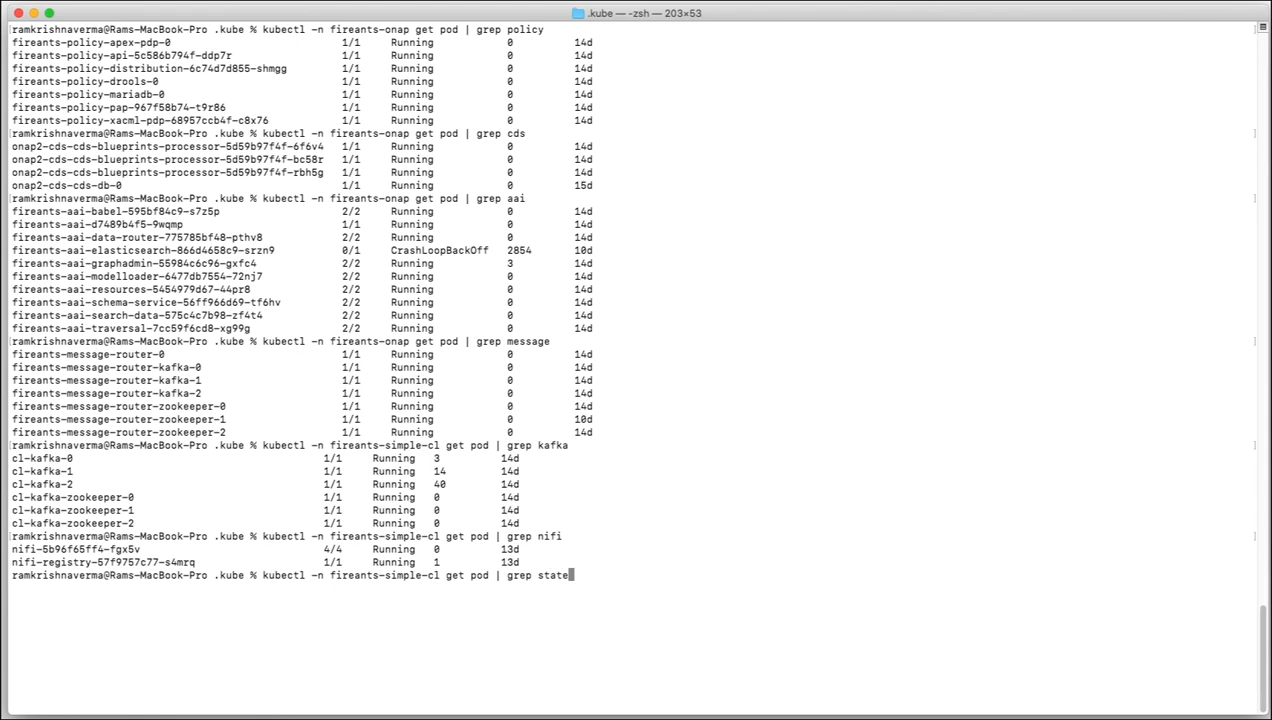 .kube — -zsh — 203×53
ramkrishnaverma@Rams-MacBook-Pro .kube % kubectl -n fireants-onap get pod | grep policy
fireants-policy-apex-pdp-0 1/1 Running 0 14d
fireants-policy-api-5c586b794f-ddp7r 1/1 Running 0 14d
fireants-policy-distribution-6c74d7d855-shmgg 1/1 Running 0 14d
fireants-policy-drools-0 1/1 Running 0 14d
fireants-policy-mariadb-0 1/1 Running 0 14d
fireants-policy-pap-967f58b74-t9r86 1/1 Running 0 14d
fireants-policy-xacml-pdp-68957ccb4f-c8x76 1/1 Running 0 14d
ramkrishnaverma@Rams-MacBook-Pro .kube % kubectl -n fireants-onap get pod | grep cds
onap2-cds-cds-blueprints-processor-5d59b97f4f-6f6v4 1/1 Running 0 14d
onap2-cds-cds-blueprints-processor-5d59b97f4f-bc58r 1/1 Running 0 14d
onap2-cds-cds-blueprints-processor-5d59b97f4f-rbh5g 1/1 Running 0 14d
onap2-cds-cds-db-0 1/1 Running 0 15d
ramkrishnaverma@Rams-MacBook-Pro .kube % kubectl -n fireants-onap get pod | grep aai
fireants-aai-babel-595bf84c9-s7z5p 2/2 Running 0 14d
fireants-aai-d7489b4f5-9wqmp 1/1 Running 0 14d
fireants-aai-data-router-775785bf48-pthv8 2/2 Running 0 14d
fireants-aai-elasticsearch-866d4658c9-srzn9 0/1 CrashLoopBackOff 2854 10d
fireants-aai-graphadmin-55984c6c96-gxfc4 2/2 Running 3 14d
fireants-aai-modelloader-6477db7554-72nj7 2/2 Running 0 14d
fireants-aai-resources-5454979d67-44pr8 2/2 Running 0 14d
fireants-aai-schema-service-56ff966d69-tf6hv 2/2 Running 0 14d
fireants-aai-search-data-575c4c7b98-zf4t4 2/2 Running 0 14d
fireants-aai-traversal-7cc59f6cd8-xg99g 2/2 Running 0 14d
ramkrishnaverma@Rams-MacBook-Pro .kube % kubectl -n fireants-onap get pod | grep message
fireants-message-router-0 1/1 Running 0 14d
fireants-message-router-kafka-0 1/1 Running 0 14d
fireants-message-router-kafka-1 1/1 Running 0 14d
fireants-message-router-kafka-2 1/1 Running 0 14d
fireants-message-router-zookeeper-0 1/1 Running 0 14d
fireants-message-router-zookeeper-1 1/1 Running 0 10d
fireants-message-router-zookeeper-2 1/1 Running 0 14d
ramkrishnaverma@Rams-MacBook-Pro .kube % kubectl -n fireants-simple-cl get pod | grep kafka
cl-kafka-0 1/1 Running 3 14d
cl-kafka-1 1/1 Running 14 14d
cl-kafka-2 1/1 Running 40 14d
cl-kafka-zookeeper-0 1/1 Running 0 14d
cl-kafka-zookeeper-1 1/1 Running 0 14d
cl-kafka-zookeeper-2 1/1 Running 0 14d
ramkrishnaverma@Rams-MacBook-Pro .kube % kubectl -n fireants-simple-cl get pod | grep nifi
nifi-5b96f65ff4-fgx5v 4/4 Running 0 13d
nifi-registry-57f9757c77-s4mrq 1/1 Running 1 13d
ramkrishnaverma@Rams-MacBook-Pro .kube % kubectl -n fireants-simple-cl get pod | grep state